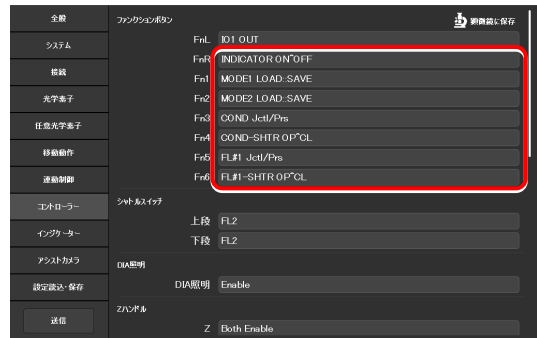 全般
システム
接続
光学素子
任意光学素子
移動動作
連動制御
コントローラー
インジケーター
アシストカメラ
設定読込・保存
送信
ファンクションボタン
顕微鏡に保存
FnL IO1 OUT
FnR INDICATOR ON^OFF
Fn1 MODE1 LOAD::SAVE
Fn2 MODE2 LOAD::SAVE
Fn3 COND Jctl/Prs
Fn4 COND-SHTR OP^CL
Fn5 FL#1 Jctl/Prs
Fn6 FL#1-SHTR OP^CL
シャトルスイッチ
上段 FL2
下段 FL2
DIA照明
DIA照明 Enable
Zハンドル
Z Both Enable